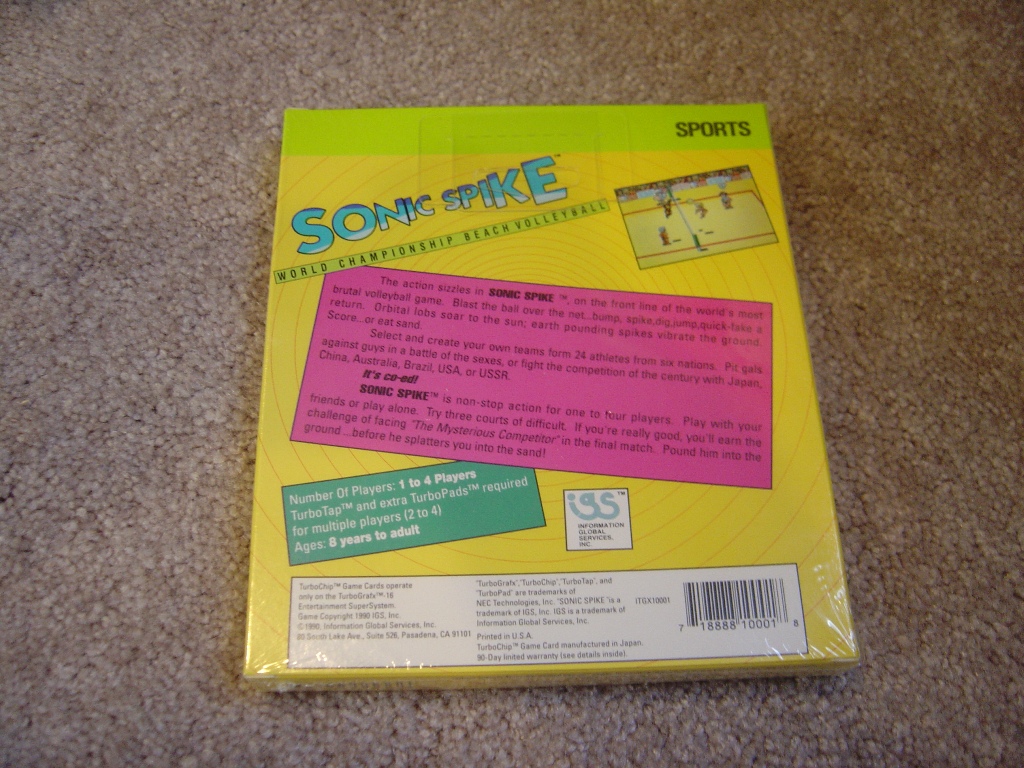 SPORTS
SONIC SPIKE™
WORLD CHAMPIONSHIP BEACH VOLLEYBALL
The action sizzles in SONIC SPIKE ™, on the front line of the world's most
brutal volleyball game. Blast the ball over the net...bump, spike,dig,jump,quick-fake a
return. Orbital lobs soar to the sun; earth pounding spikes vibrate the ground.
Score...or eat sand.
Select and create your own teams form 24 athletes from six nations. Pit gals
against guys in a battle of the sexes, or fight the competition of the century with Japan,
China, Australia, Brazil, USA, or USSR.
It's co-ed!
SONIC SPIKE™ is non-stop action for one to four players. Play with your
friends or play alone. Try three courts of difficult. If you're really good, you'll earn the
challenge of facing "The Mysterious Competitor" in the final match. Pound him into the
ground ...before he splatters you into the sand!
Number Of Players: 1 to 4 Players
TurboTap™ and extra TurboPads™ required
for multiple players (2 to 4)
Ages: 8 years to adult
igs™
INFORMATION
GLOBAL
SERVICES,
INC.
TurboChip™ Game Cards operate
only on the TurboGrafx™-16
Entertainment SuperSystem.
Game Copyright 1990 IGS, Inc.
©1990, Information Global Services, Inc.
80 South Lake Ave., Suite 526, Pasadena, CA 91101
"TurboGrafx","TurboChip","TurboTap", and
"TurboPad" are trademarks of
NEC Technologies, Inc. "SONIC SPIKE "is a
trademark of IGS, Inc. IGS is a trademark of
Information Global Services, Inc.
Printed in U.S.A.
TurboChip™ Game Card manufactured in Japan.
90-Day limited warranty (see details inside).
ITGX10001
7 18888 10001 8